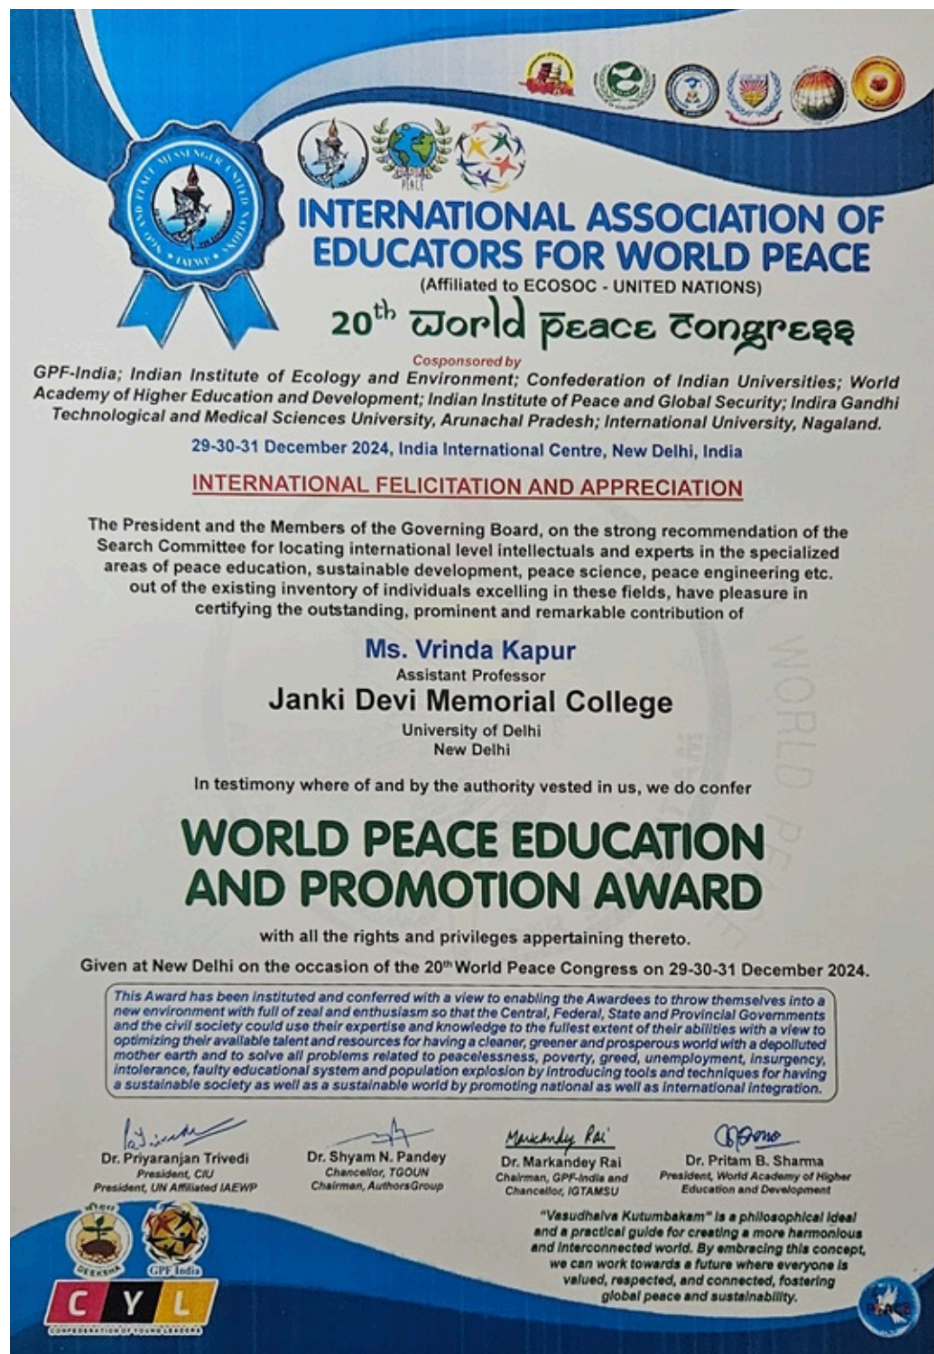 NGO AND PEACE MESSENGER UNITED NATIONS
IAEWP
PEACE
INTERNATIONAL ASSOCIATION OF
EDUCATORS FOR WORLD PEACE
(Affiliated to ECOSOC - UNITED NATIONS)
20th World Peace Congress
Cosponsored by
GPF-India; Indian Institute of Ecology and Environment; Confederation of Indian Universities; World
Academy of Higher Education and Development; Indian Institute of Peace and Global Security; Indira Gandhi
Technological and Medical Sciences University, Arunachal Pradesh; International University, Nagaland.
29-30-31 December 2024, India International Centre, New Delhi, India
INTERNATIONAL FELICITATION AND APPRECIATION
The President and the Members of the Governing Board, on the strong recommendation of the
Search Committee for locating international level intellectuals and experts in the specialized
areas of peace education, sustainable development, peace science, peace engineering etc.
out of the existing inventory of individuals excelling in these fields, have pleasure in
certifying the outstanding, prominent and remarkable contribution of
Ms. Vrinda Kapur
Assistant Professor
Janki Devi Memorial College
University of Delhi
New Delhi
WORLD PEACE
In testimony where of and by the authority vested in us, we do confer
WORLD PEACE EDUCATION
AND PROMOTION AWARD
with all the rights and privileges appertaining thereto.
Given at New Delhi on the occasion of the 20th World Peace Congress on 29-30-31 December 2024.
This Award has been instituted and conferred with a view to enabling the Awardees to throw themselves into a
new environment with full of zeal and enthusiasm so that the Central, Federal, State and Provincial Governments
and the civil society could use their expertise and knowledge to the fullest extent of their abilities with a view to
optimizing their available talent and resources for having a cleaner, greener and prosperous world with a depolluted
mother earth and to solve all problems related to peacelessness, poverty, greed, unemployment, insurgency,
intolerance, faulty educational system and population explosion by introducing tools and techniques for having
a sustainable society as well as a sustainable world by promoting national as well as international integration.
Markandey Rai
Dr. Priyaranjan Trivedi
President, CIU
President, UN Affiliated IAEWP
Dr. Shyam N. Pandey
Chancellor, TGOUN
Chairman, AuthorsGroup
Dr. Markandey Rai
Chairman, GPF-India and
Chancellor, IGTAMSU
Dr. Pritam B. Sharma
President, World Academy of Higher
Education and Development
DEEKSHA
GPF India
CYL
CONFEDERATION OF YOUNG LEADERS
"Vasudhaiva Kutumbakam" is a philosophical ideal
and a practical guide for creating a more harmonious
and interconnected world. By embracing this concept,
we can work towards a future where everyone is
valued, respected, and connected, fostering
global peace and sustainability.
PEACE